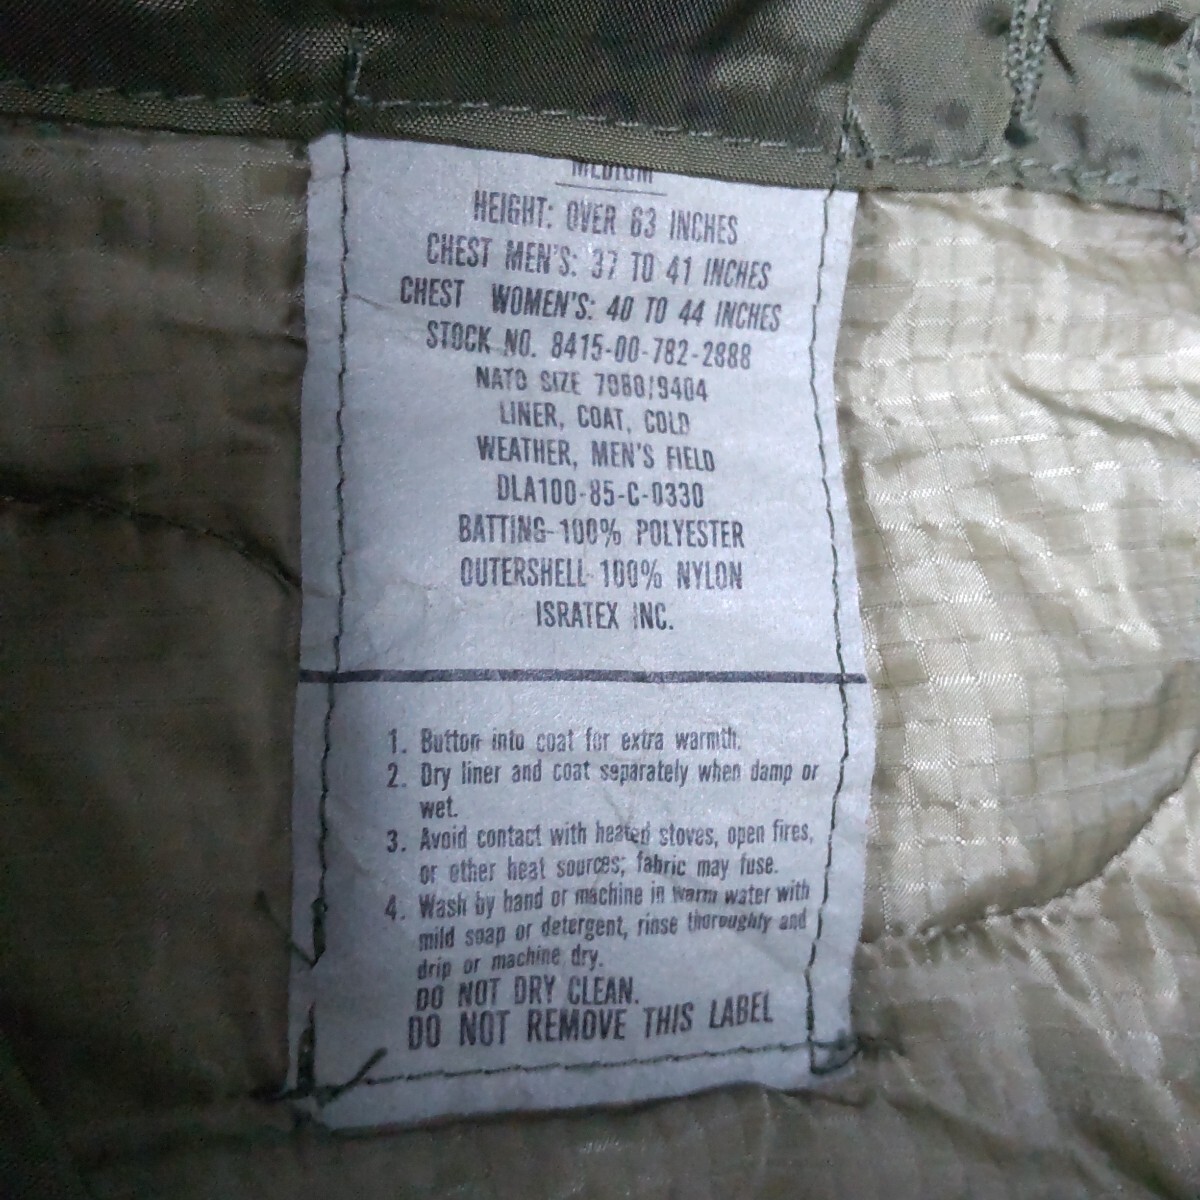 MEDIUM
HEIGHT: OVER 63 INCHES
CHEST MEN'S: 37 TO 41 INCHES
CHEST WOMEN'S: 40 TO 44 INCHES
STOCK NO. 8415-00-782-2888
NATO SIZE 7080/9404
LINER, COAT, COLD
WEATHER, MEN'S FIELD
DLA100-85-C-0330
BATTING-100% POLYESTER
OUTERSHELL-100% NYLON
ISRATEX INC.
1. Button into coat for extra warmth.
2. Dry liner and coat separately when damp or
wet.
3. Avoid contact with heated stoves, open fires,
or other heat sources; fabric may fuse.
4. Wash by hand or machine in warm water with
mild soap or detergent, rinse thoroughly and
drip or machine dry.
DO NOT DRY CLEAN.
DO NOT REMOVE THIS LABEL